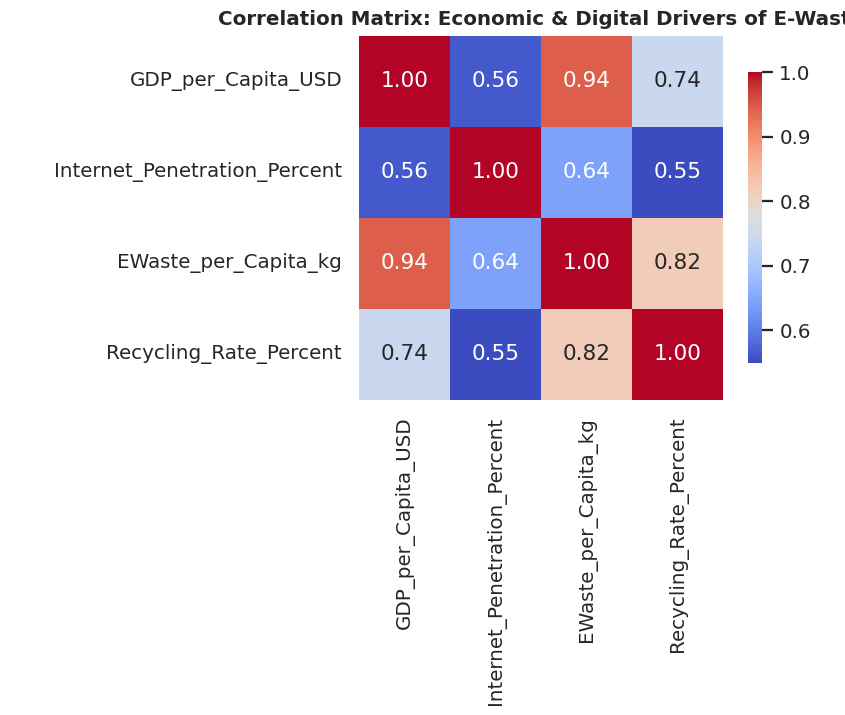 Correlation Matrix: Economic & Digital Drivers of E-Wast
GDP_per_Capita_USD 1.00 0.56 0.94 0.74
Internet_Penetration_Percent 0.56 1.00 0.64 0.55
EWaste_per_Capita_kg 0.94 0.64 1.00 0.82
Recycling_Rate_Percent 0.74 0.55 0.82 1.00
GDP_per_Capita_USD
Internet_Penetration_Percent
EWaste_per_Capita_kg
Recycling_Rate_Percent
1.0
0.9
0.8
0.7
0.6